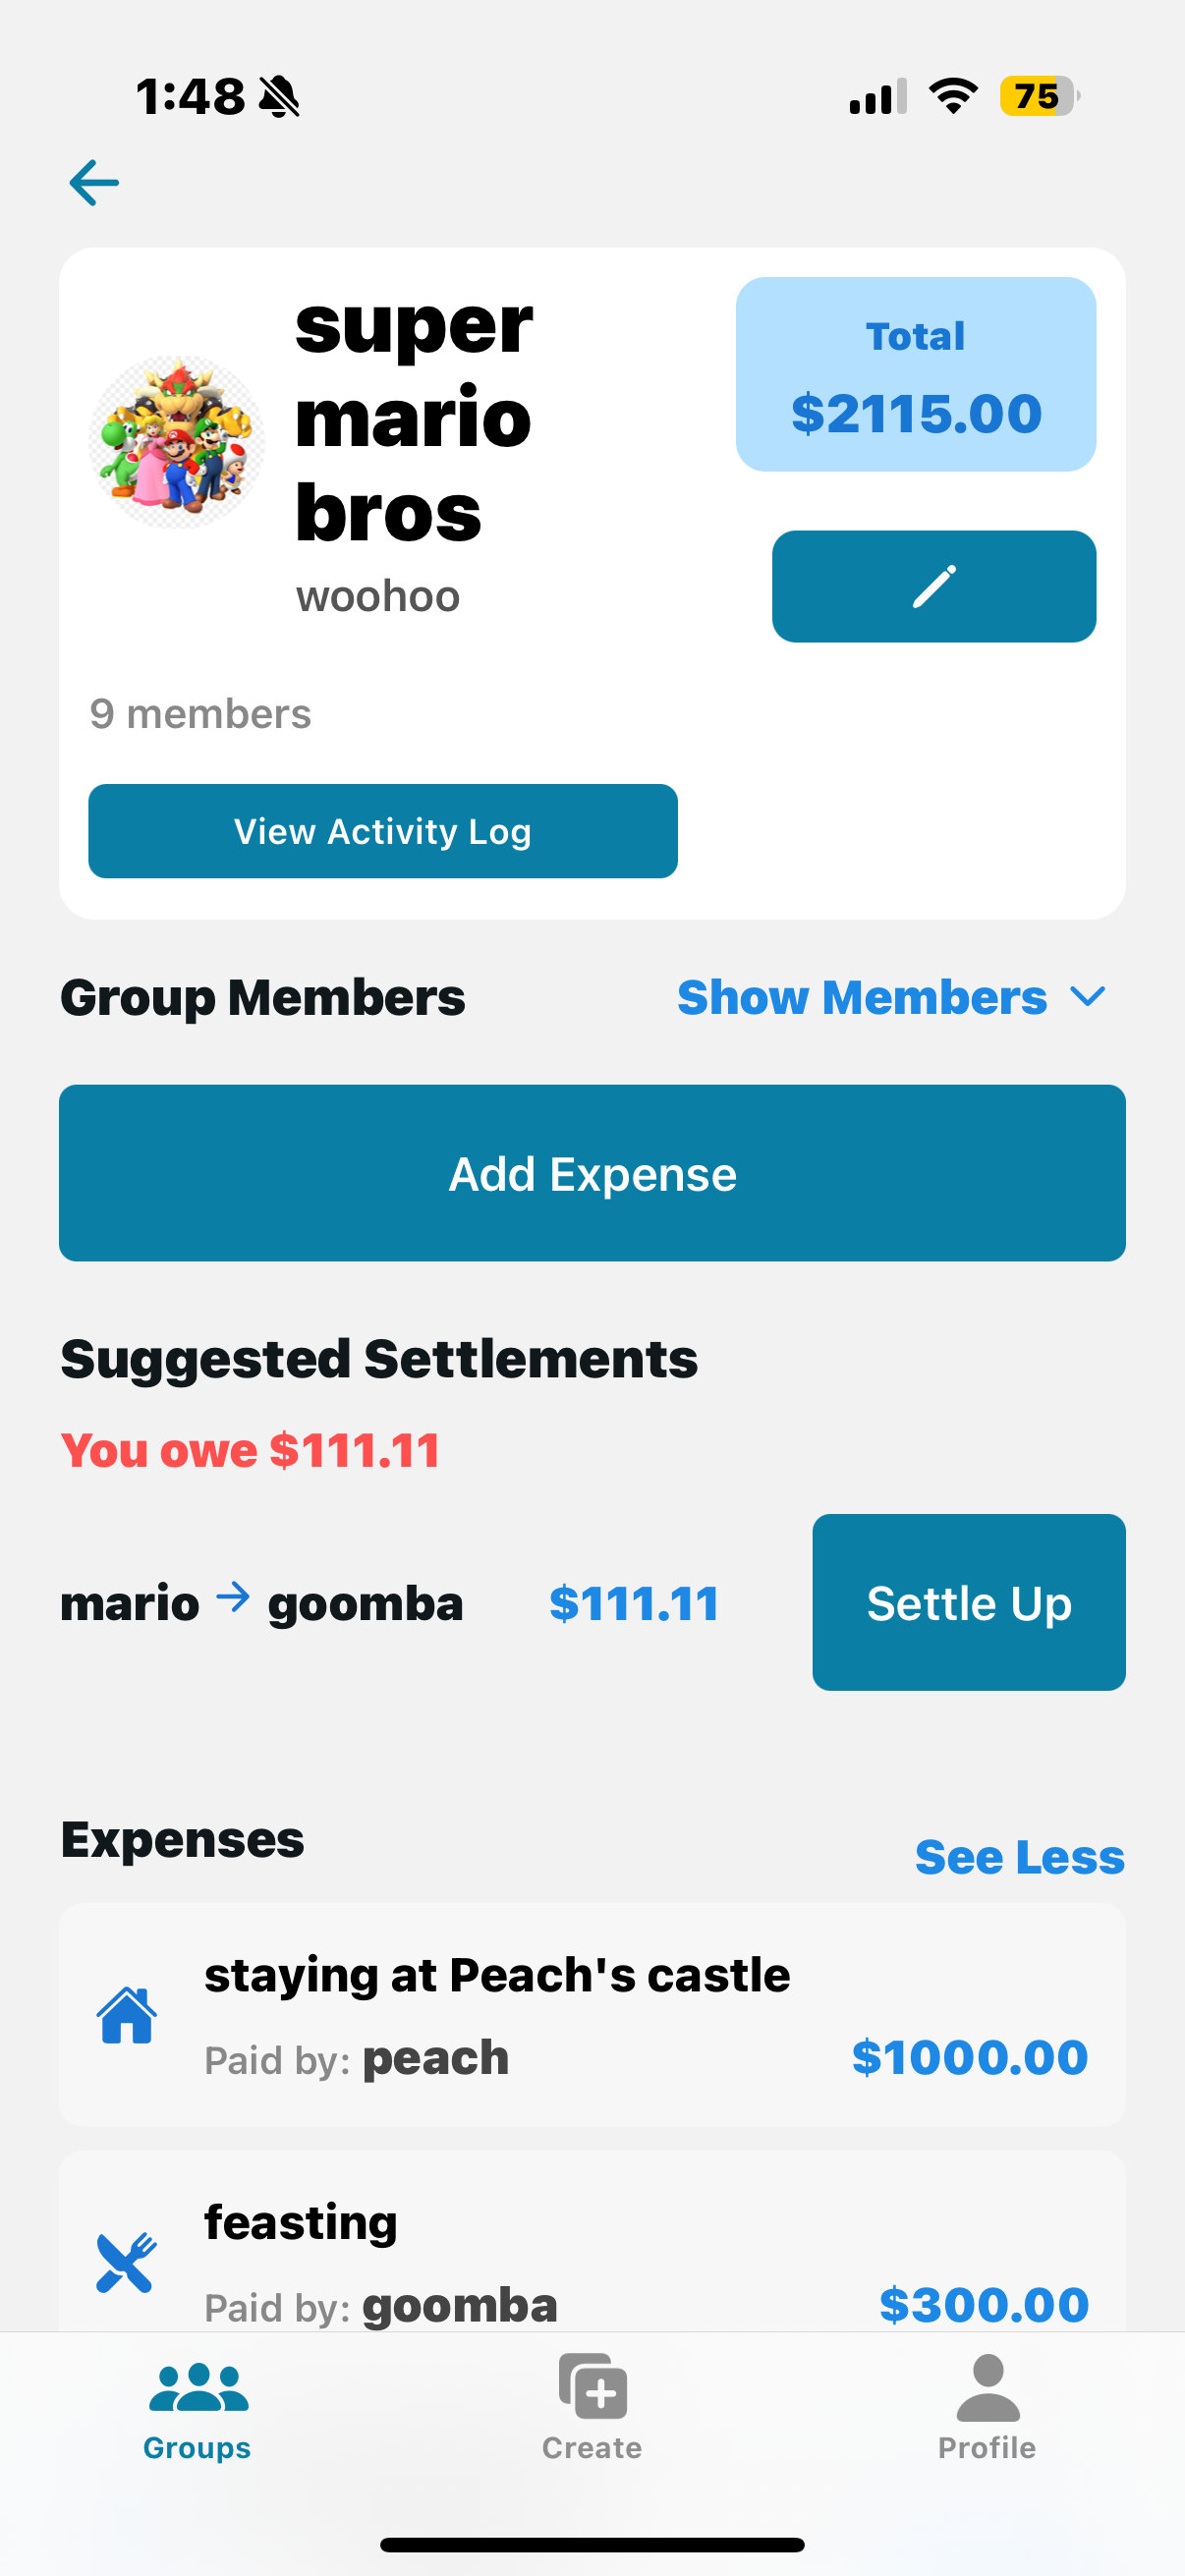 1:48
75
super
mario
bros
woohoo
Total
$2115.00
9 members
View Activity Log
Group Members
Show Members
Add Expense
Suggested Settlements
You owe $111.11
mario → goomba $111.11
Settle Up
Expenses
See Less
staying at Peach's castle
Paid by: peach $1000.00
feasting
Paid by: goomba $300.00
Groups
Create
Profile